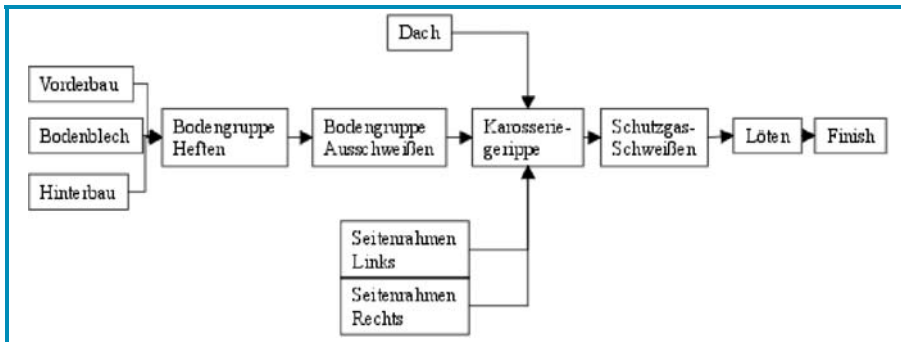 Dach
Vorderbau
Bodenblech
Hinterbau
Bodengruppe
Heften
Bodengruppe
Ausschweißen
Karosserie-
gerippe
Schutzgas-
Schweißen
Löten
Finish
Seitenrahmen
Links
Seitenrahmen
Rechts